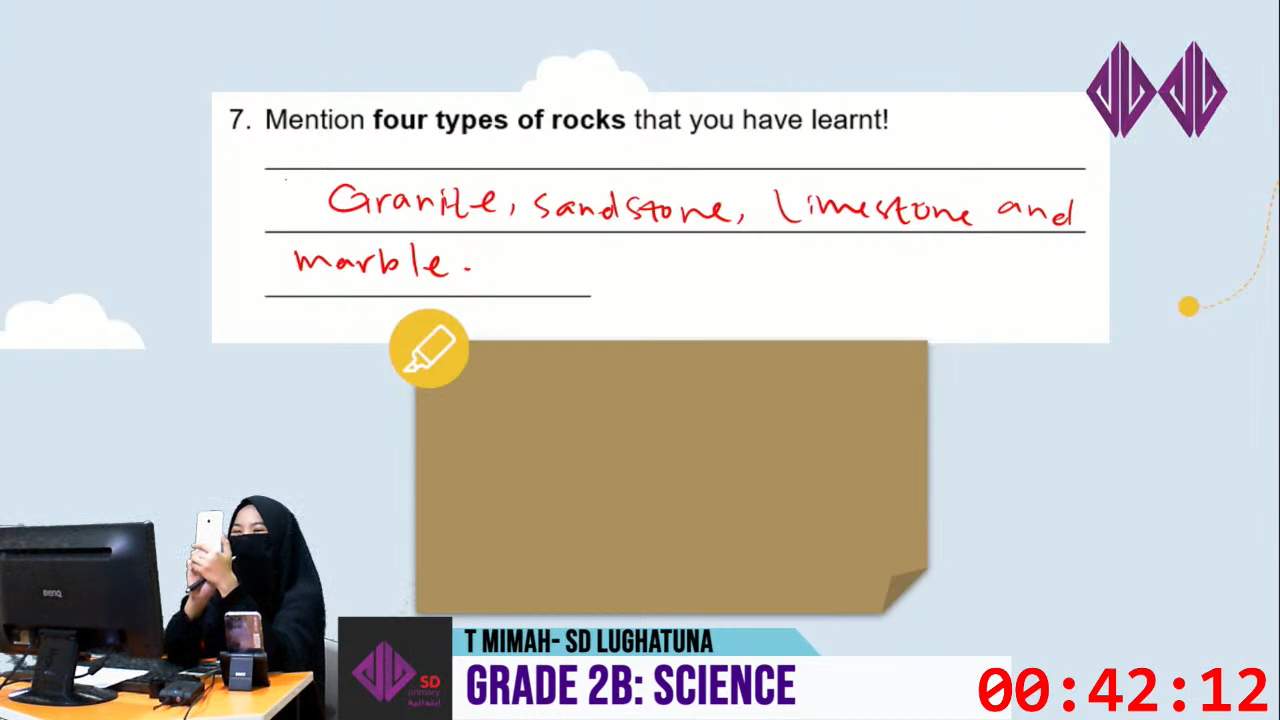 7. Mention four types of rocks that you have learnt!
Granite, sandstone, Limestone and
marble.
BenQ
T MIMAH- SD LUGHATUNA
SD
primary
ابتدائية
GRADE 2B: SCIENCE
00:42:12